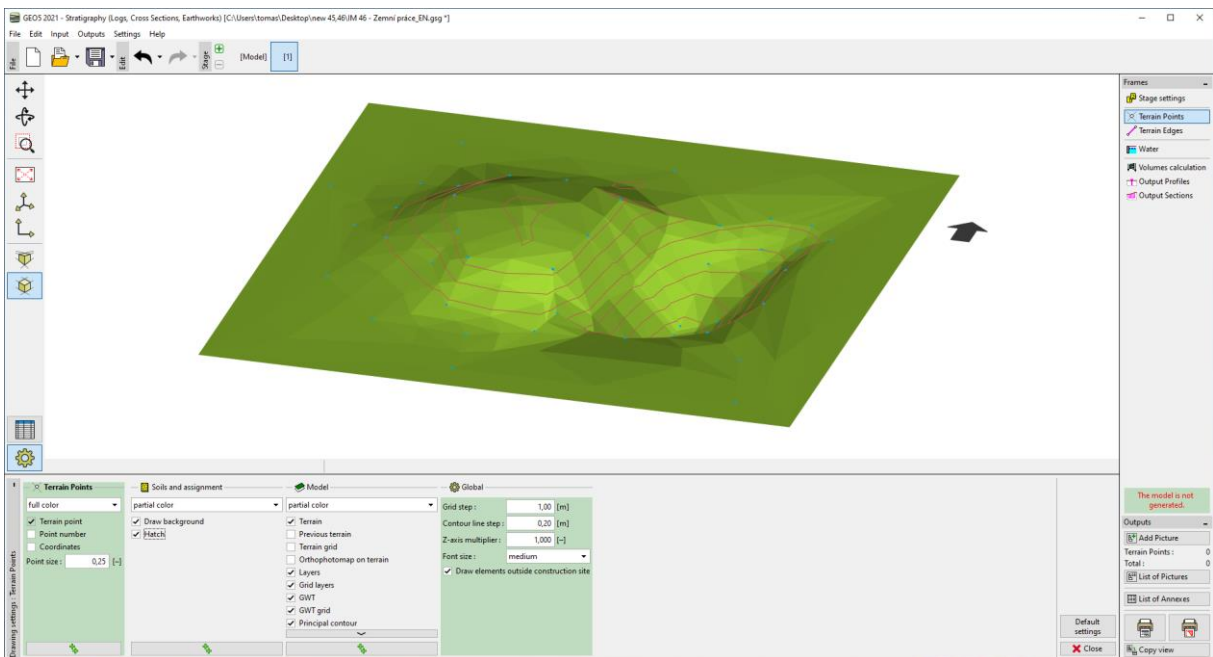 GEO5 2021 - Stratigraphy (Logs, Cross Sections, Earthworks) [C:\Users\tomas\Desktop\new 45,46\IM 46 - Zemní práce_EN.gsg *]
File Edit Input Outputs Settings Help
File
Edit
Stage
[Model]
[1]
Frames
Stage settings
Terrain Points
Terrain Edges
Water
Volumes calculation
Output Profiles
Output Sections
The model is not
generated.
Outputs
Add Picture
Terrain Points : 0
Total : 0
List of Pictures
List of Annexes
Copy view
Drawing settings : Terrain Points
Terrain Points
full color
Terrain point
Point number
Coordinates
Point size : 0,25 [–]
Soils and assignment
partial color
Draw background
Hatch
Model
partial color
Terrain
Previous terrain
Terrain grid
Orthophotomap on terrain
Layers
Grid layers
GWT
GWT grid
Principal contour
Global
Grid step : 1,00 [m]
Contour line step : 0,20 [m]
Z-axis multiplier : 1,000 [–]
Font size : medium
Draw elements outside construction site
Default
settings
Close